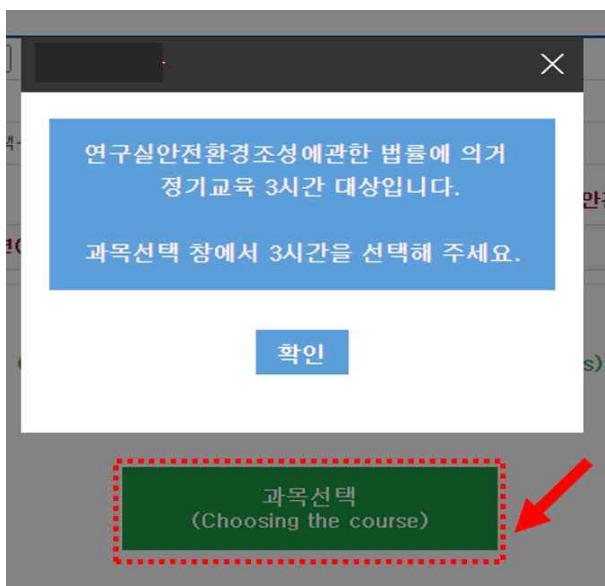 연구실안전환경조성에관한 법률에 의거
정기교육 3시간 대상입니다.
과목선택 창에서 3시간을 선택해 주세요.
확인
s)
과목선택
(Choosing the course)